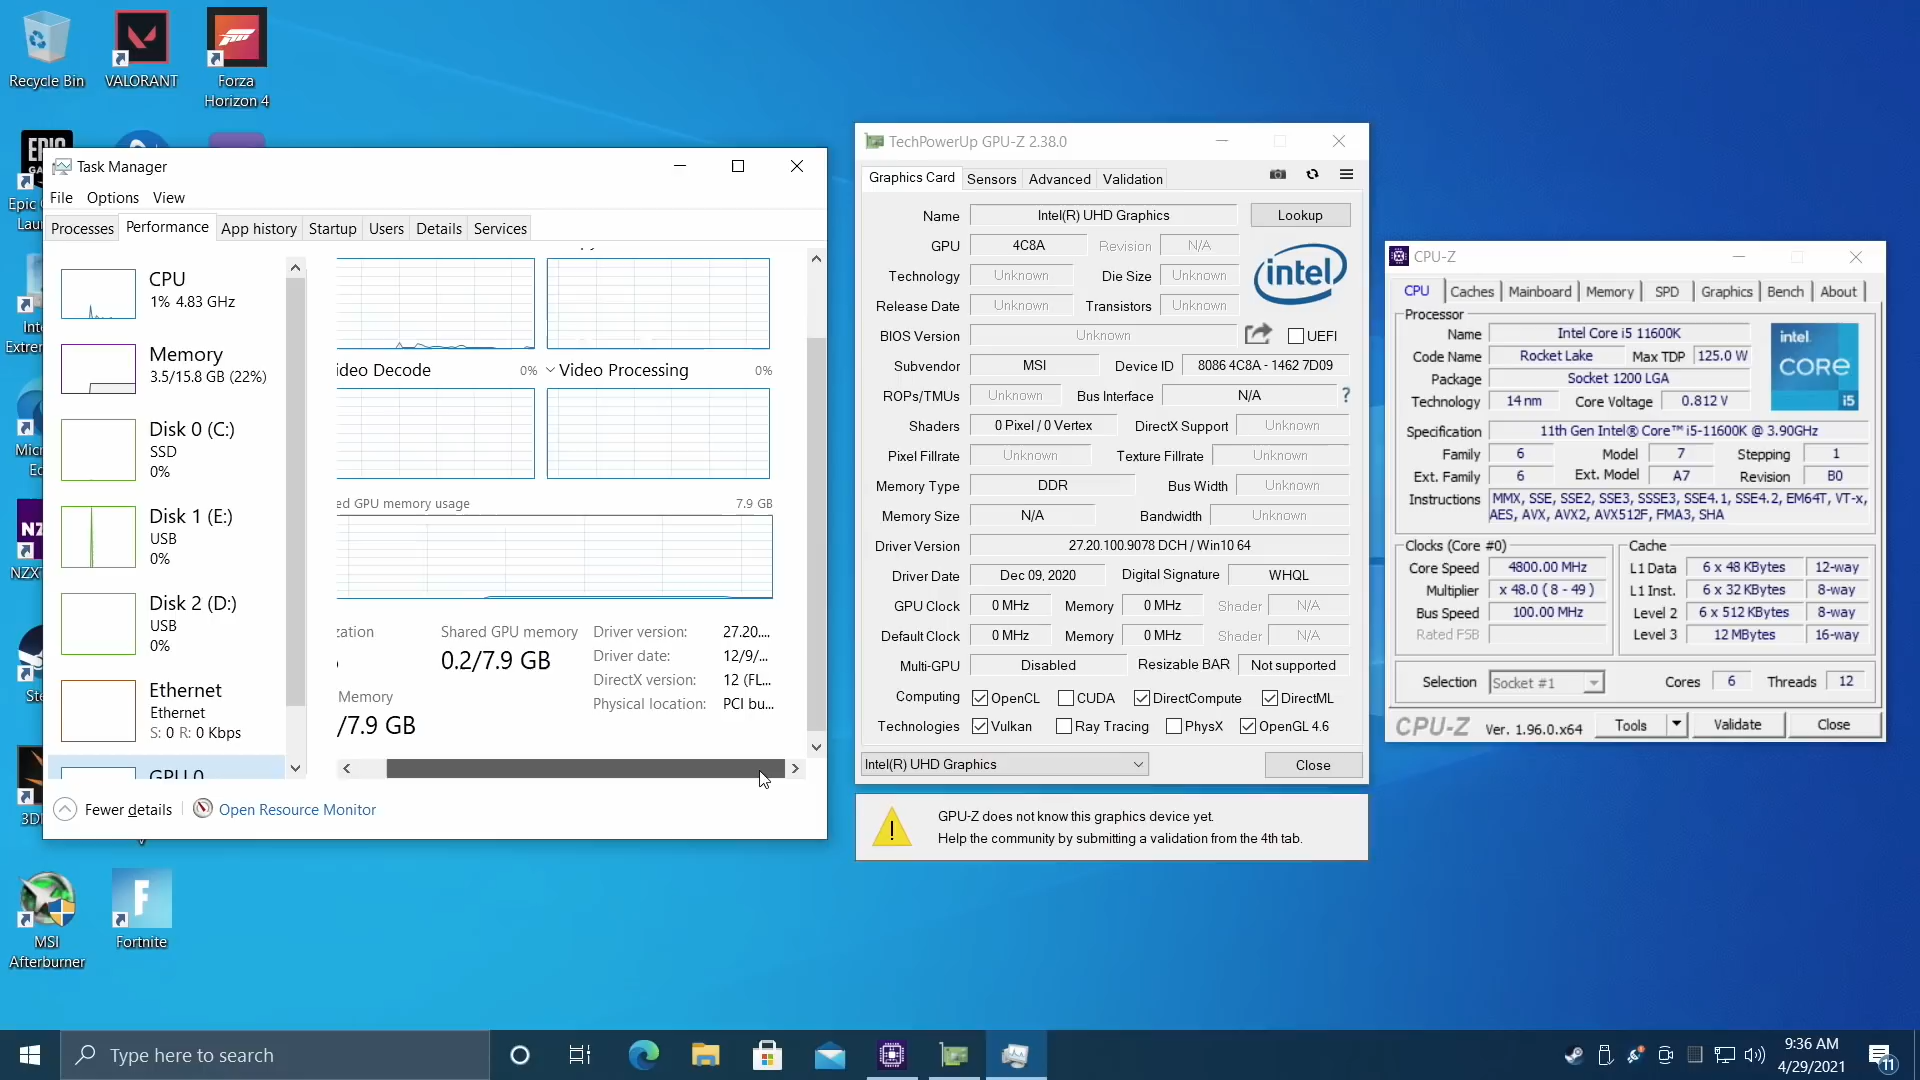 Recycle Bin
VALORANT
Forza
Horizon 4
EPIC
Epic
Extrem
NZX
MSI
Afterburner
Fortnite
Task Manager
File Options View
Processes Performance App history Startup Users Details Services
CPU
1% 4.83 GHz
Memory
3.5/15.8 GB (22%)
Disk 0 (C:)
SSD
0%
Disk 1 (E:)
USB
0%
Disk 2 (D:)
USB
0%
Ethernet
Ethernet
S: 0 R: 0 Kbps
GPU 0
ideo Decode 0% Video Processing 0%
ed GPU memory usage 7.9 GB
zation
Shared GPU memory
0.2/7.9 GB
Memory
/7.9 GB
Driver version: 27.20....
Driver date: 12/9/...
DirectX version: 12 (FL...
Physical location: PCI bu...
Fewer details Open Resource Monitor
TechPowerUp GPU-Z 2.38.0
Graphics Card Sensors Advanced Validation
Name Intel(R) UHD Graphics Lookup
GPU 4C8A Revision N/A
intel
Technology Unknown Die Size Unknown
Release Date Unknown Transistors Unknown
BIOS Version Unknown UEFI
Subvendor MSI Device ID 8086 4C8A - 1462 7D09
ROPs/TMUs Unknown Bus Interface N/A ?
Shaders 0 Pixel / 0 Vertex DirectX Support Unknown
Pixel Fillrate Unknown Texture Fillrate Unknown
Memory Type DDR Bus Width Unknown
Memory Size N/A Bandwidth Unknown
Driver Version 27.20.100.9078 DCH / Win10 64
Driver Date Dec 09, 2020 Digital Signature WHQL
GPU Clock 0 MHz Memory 0 MHz Shader N/A
Default Clock 0 MHz Memory 0 MHz Shader N/A
Multi-GPU Disabled Resizable BAR Not supported
Computing OpenCL CUDA DirectCompute DirectML
Technologies Vulkan Ray Tracing PhysX OpenGL 4.6
Intel(R) UHD Graphics Close
GPU-Z does not know this graphics device yet.
Help the community by submitting a validation from the 4th tab.
CPU-Z
CPU Caches Mainboard Memory SPD Graphics Bench About
Processor
Name Intel Core i5 11600K
Code Name Rocket Lake Max TDP 125.0 W
Package Socket 1200 LGA
Technology 14 nm Core Voltage 0.812 V
intel
CORE
i5
Specification 11th Gen Intel® Core™ i5-11600K @ 3.90GHz
Family 6 Model 7 Stepping 1
Ext. Family 6 Ext. Model A7 Revision B0
Instructions MMX, SSE, SSE2, SSE3, SSSE3, SSE4.1, SSE4.2, EM64T, VT-x,
AES, AVX, AVX2, AVX512F, FMA3, SHA
Clocks (Core #0)
Core Speed 4800.00 MHz
Multiplier x 48.0 ( 8 - 49 )
Bus Speed 100.00 MHz
Rated FSB
Cache
L1 Data 6 x 48 KBytes 12-way
L1 Inst. 6 x 32 KBytes 8-way
Level 2 6 x 512 KBytes 8-way
Level 3 12 MBytes 16-way
Selection Socket #1 Cores 6 Threads 12
CPU-Z Ver. 1.96.0.x64 Tools Validate Close
Type here to search
9:36 AM
4/29/2021
11